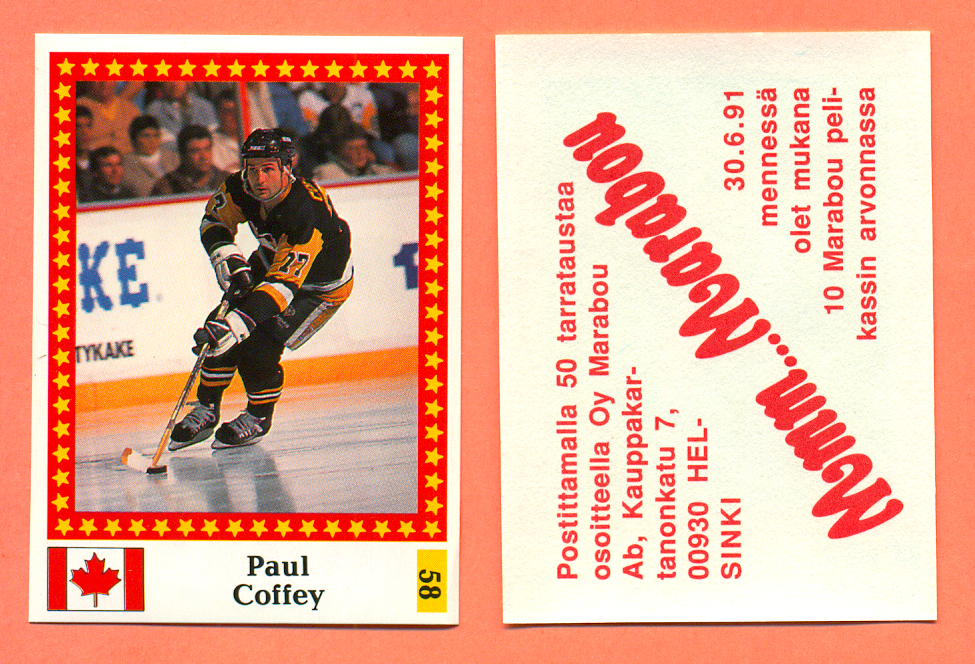 KE.
TYKAKE
77
Paul
Coffey
58
Postittamalla 50 tarrataustaa
osoitteella Oy Marabou
Ab, Kauppakar-
tanonkatu 7,
00930 HEL-
SINKI
Mmm...Marabou
30.6.91
mennessä
olet mukana
10 Marabou peli-
kassin arvonnassa